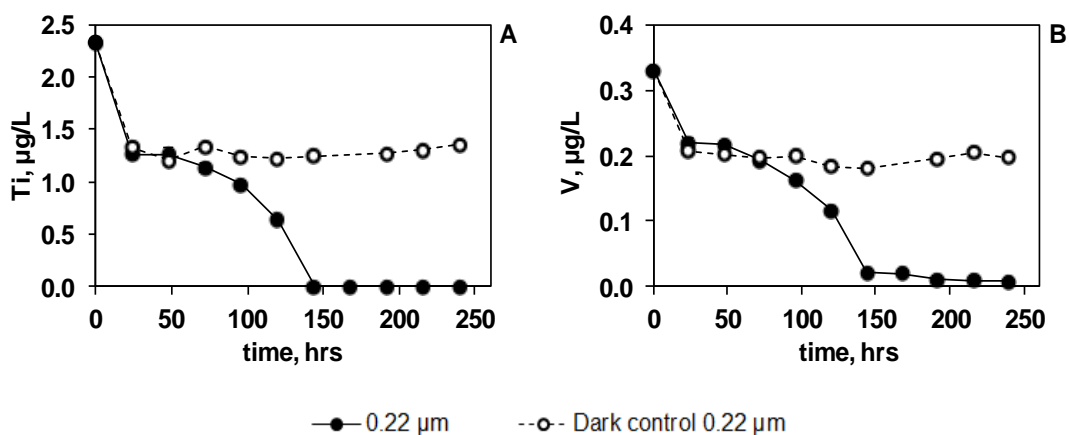 A
2.5
2.0
1.5
1.0
0.5
0.0
Ti, µg/L
0 50 100 150 200 250
time, hrs
B
0.4
0.3
0.2
0.1
0.0
V, µg/L
0 50 100 150 200 250
time, hrs
0.22 µm Dark control 0.22 µm